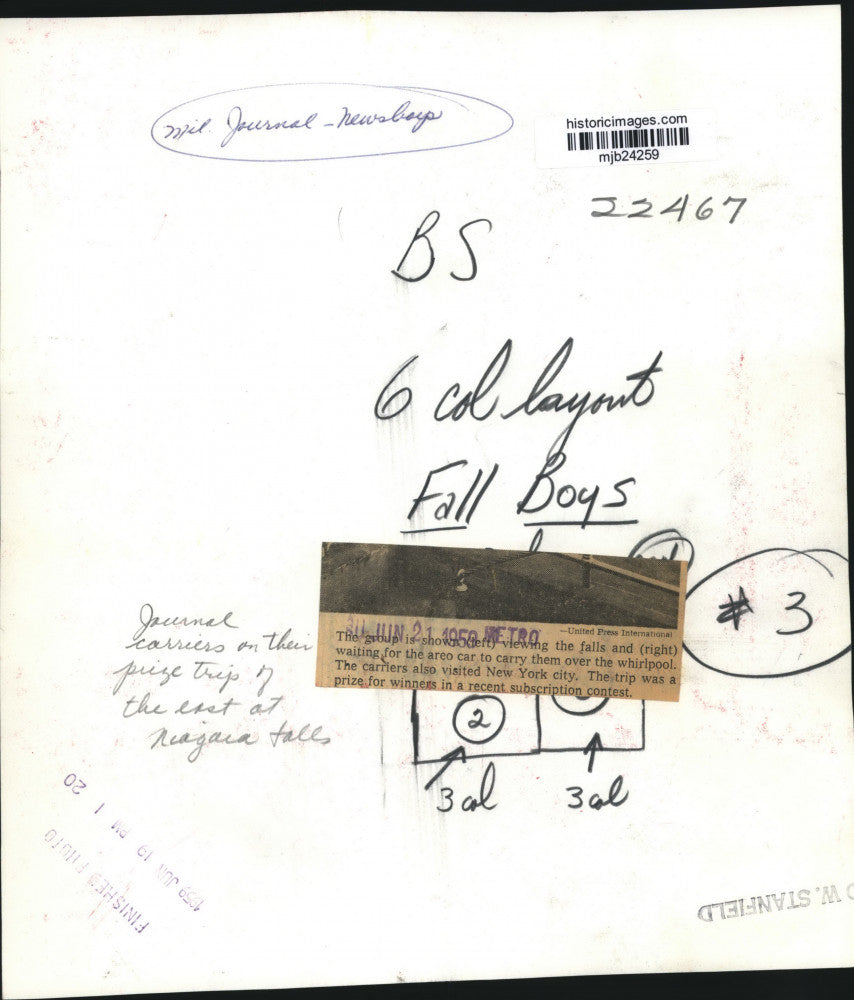 Mil. Journal - Newsboys
historicimages.com
mjb24259
22467
BS
6 col layout
Fall Boys
# 3
—United Press International
JUN 21 1959 METRO
The group is shown (left) viewing the falls and (right)
waiting for the areo car to carry them over the whirlpool.
The carriers also visited New York city. The trip was a
prize for winners in a recent subscription contest.
Journal
carriers on their
prize trip of
the east at
Niagara Falls
2
3 col
3 col
1959 JUN 19 PM 1 20
FINISHED PHOTO
W. STANFIELD